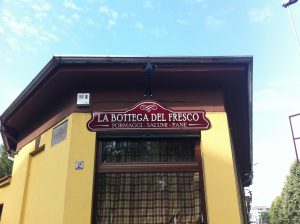 LA BOTTEGA DEL FRESCO
FORMAGGI - SALUMI - PANE